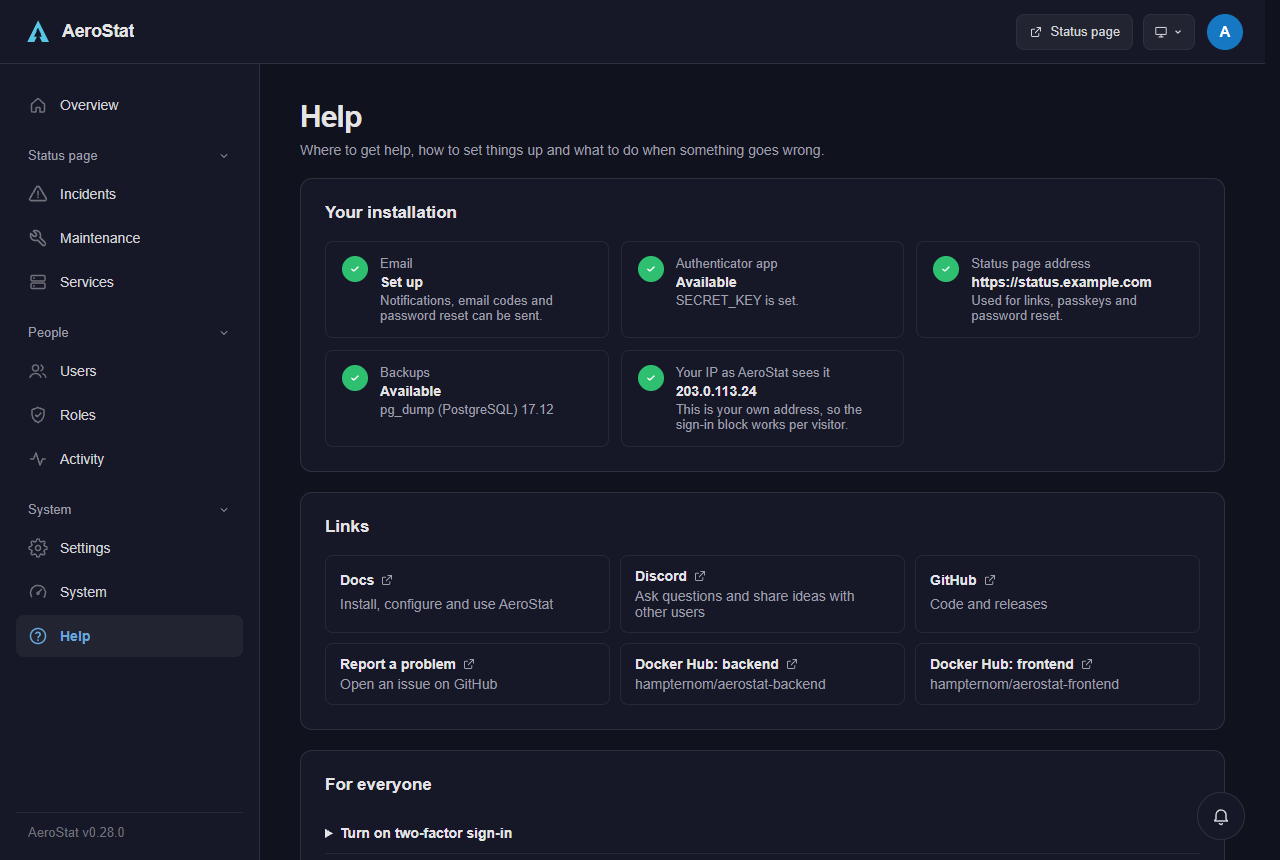 AeroStat
Status page
A
Overview
Status page
Incidents
Maintenance
Services
People
Users
Roles
Activity
System
Settings
System
Help
AeroStat v0.28.0
Help
Where to get help, how to set things up and what to do when something goes wrong.
Your installation
Email
Set up
Notifications, email codes and
password reset can be sent.
Authenticator app
Available
SECRET_KEY is set.
Status page address
https://status.example.com
Used for links, passkeys and
password reset.
Backups
Available
pg_dump (PostgreSQL) 17.12
Your IP as AeroStat sees it
203.0.113.24
This is your own address, so the
sign-in block works per visitor.
Links
Docs
Install, configure and use AeroStat
Discord
Ask questions and share ideas with
other users
GitHub
Code and releases
Report a problem
Open an issue on GitHub
Docker Hub: backend
hampternom/aerostat-backend
Docker Hub: frontend
hampternom/aerostat-frontend
For everyone
Turn on two-factor sign-in